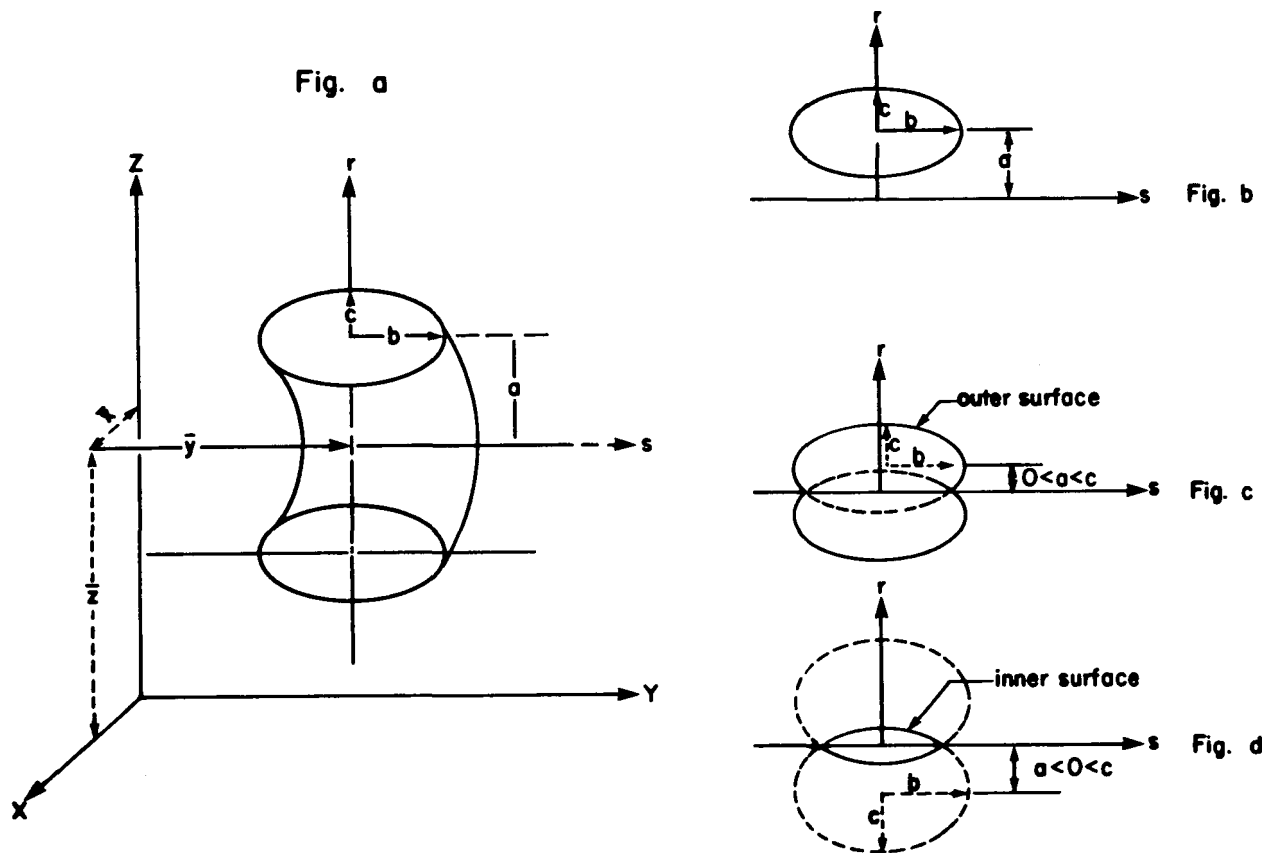 Fig. a
Z
r
c
b
a
x̄
ȳ
s
z̄
Y
X
r
c
b
a
s
Fig. b
r
outer surface
c
b
0<a<c
s
Fig. c
r
inner surface
s
Fig. d
a<0<c
b
c